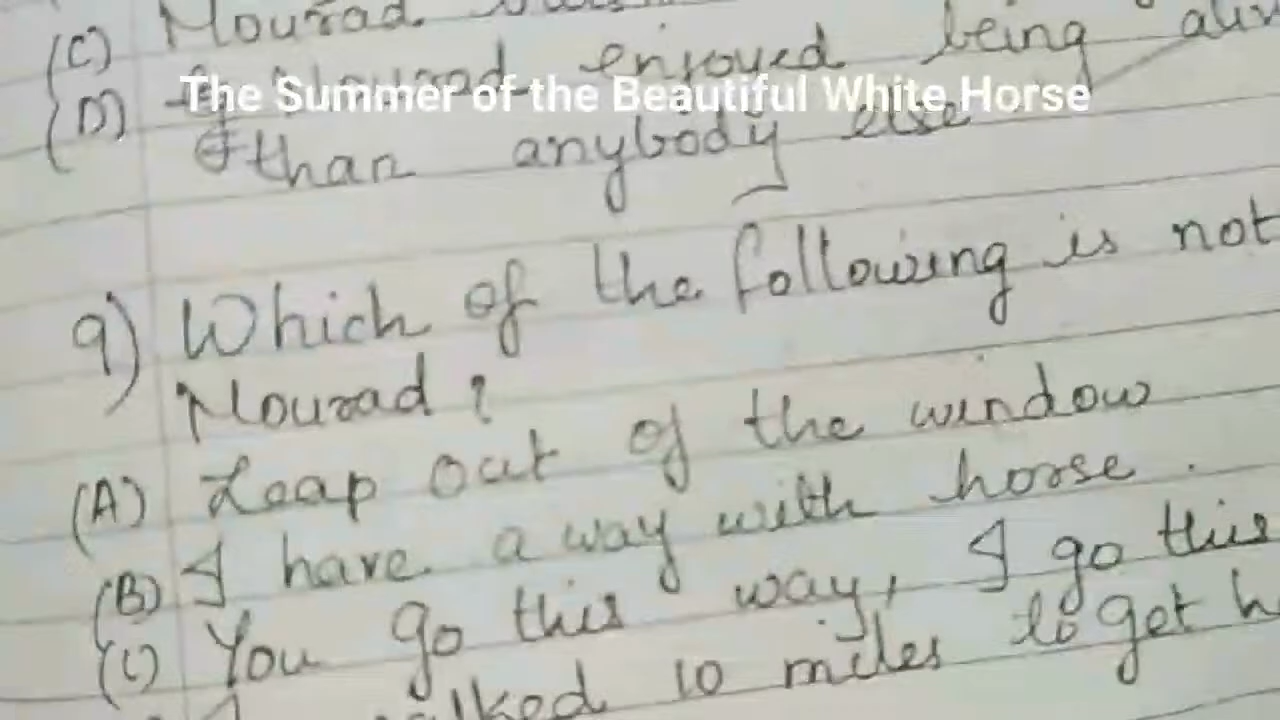 (C) Mourad
(D) Mourad enjoyed being
than anybody else
The Summer of the Beautiful White Horse
9) Which of the following is not
Mourad?
(A) Leap out of the window
(B) I have a way with horse.
(C) You go this way, I go this
10 miles to get